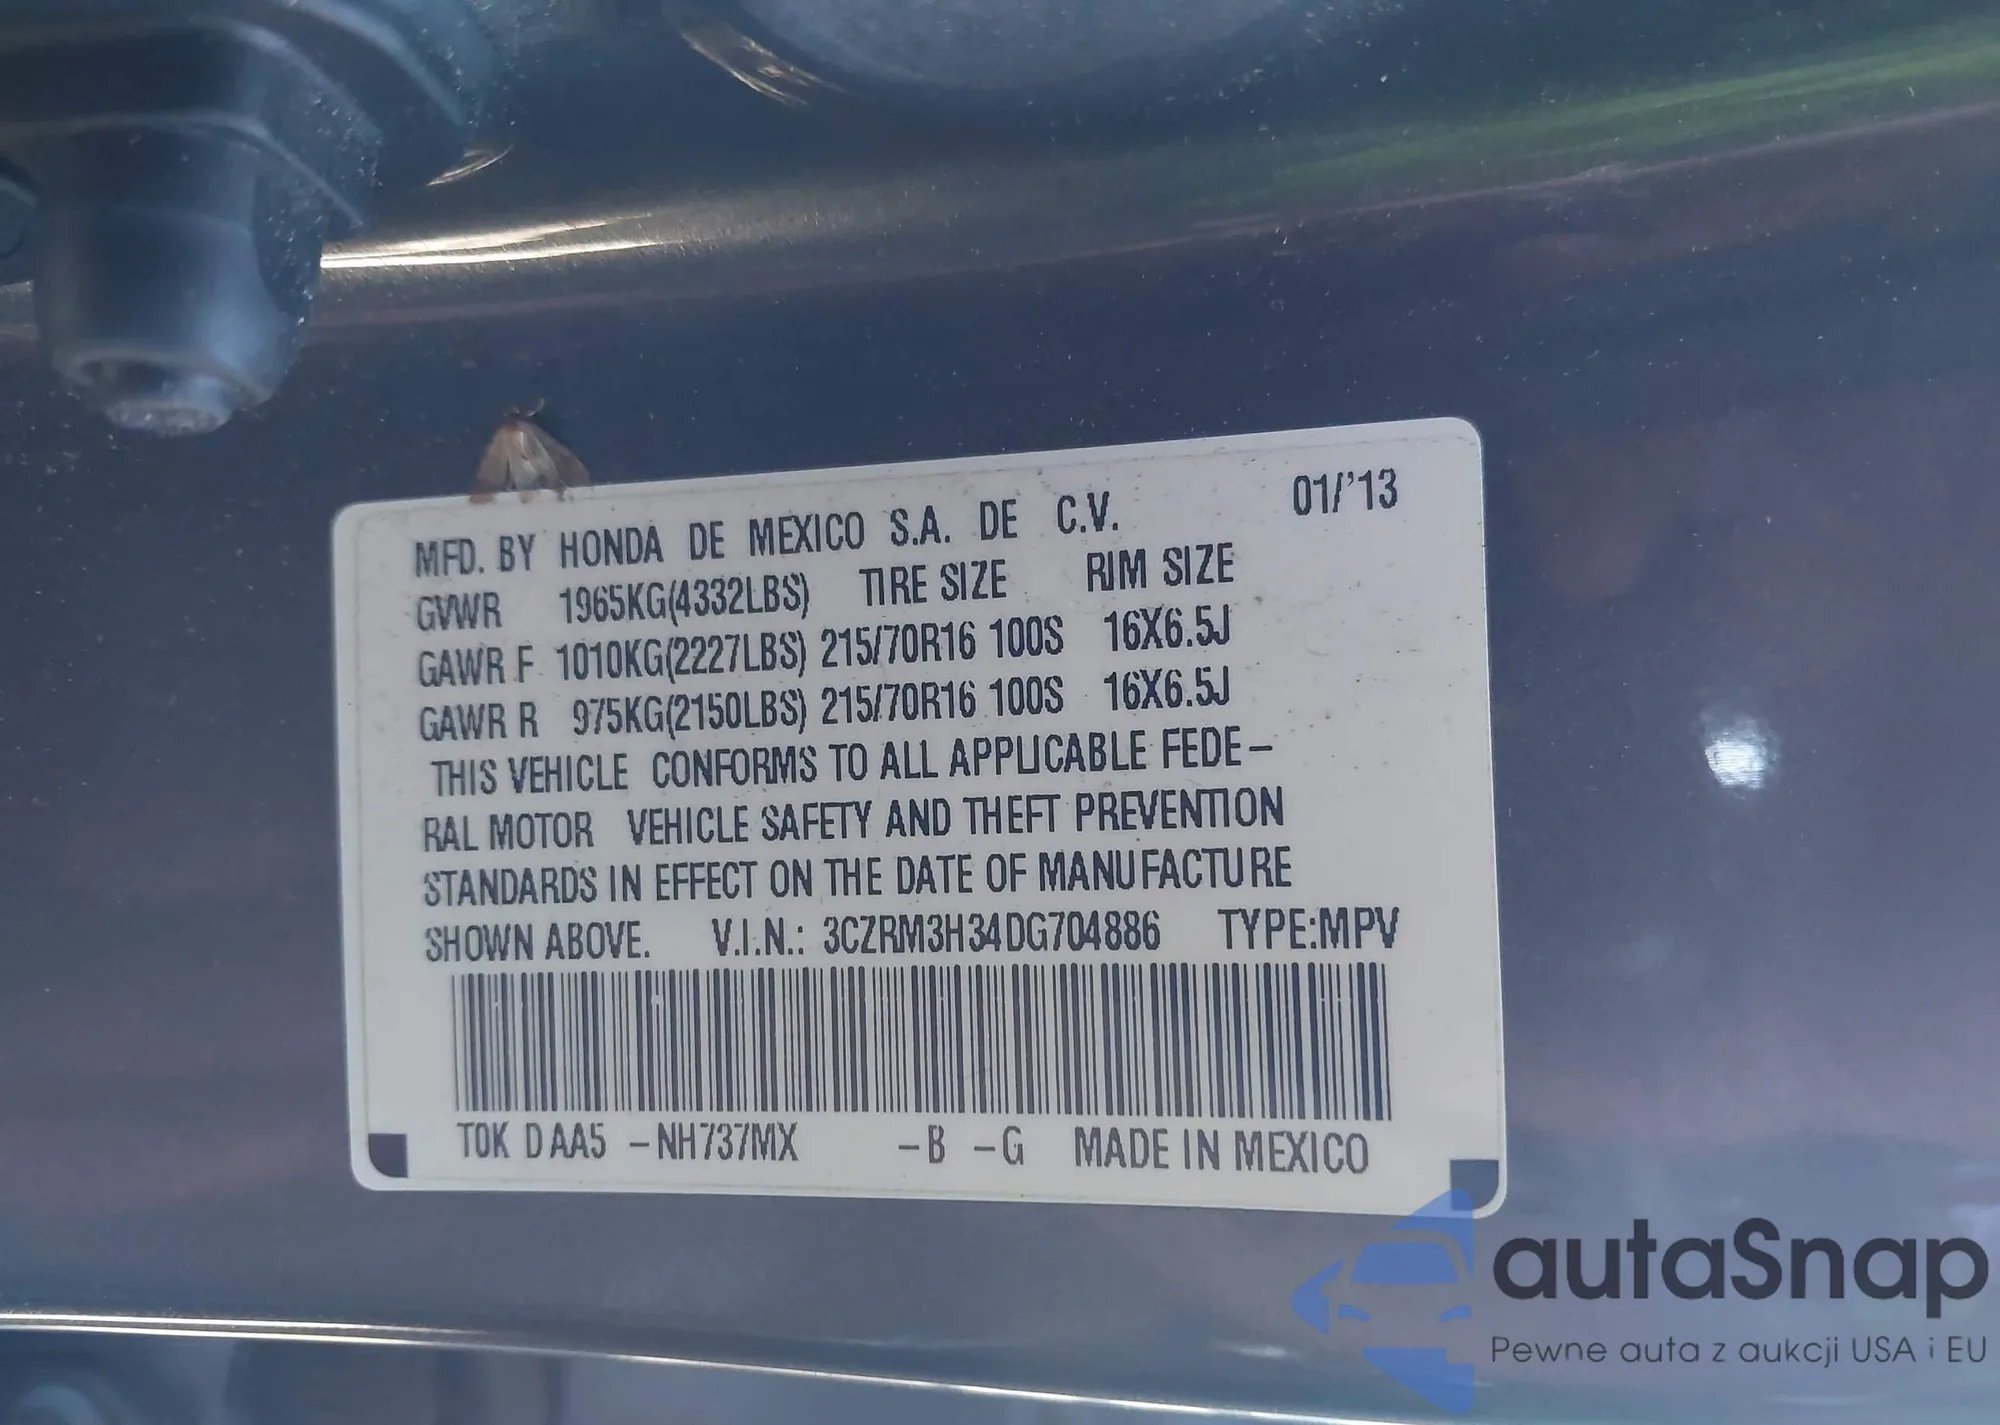 MFD. BY HONDA DE MEXICO S.A. DE C.V. 01/'13
GVWR 1965KG(4332LBS) TIRE SIZE RIM SIZE
GAWR F 1010KG(2227LBS) 215/70R16 100S 16X6.5J
GAWR R 975KG(2150LBS) 215/70R16 100S 16X6.5J
THIS VEHICLE CONFORMS TO ALL APPLICABLE FEDE-
RAL MOTOR VEHICLE SAFETY AND THEFT PREVENTION
STANDARDS IN EFFECT ON THE DATE OF MANUFACTURE
SHOWN ABOVE. V.I.N.: 3CZRM3H34DG704886 TYPE:MPV
T0K D AA5 -NH737MX -B -G MADE IN MEXICO
autaSnap
Pewne auta z aukcji USA i EU